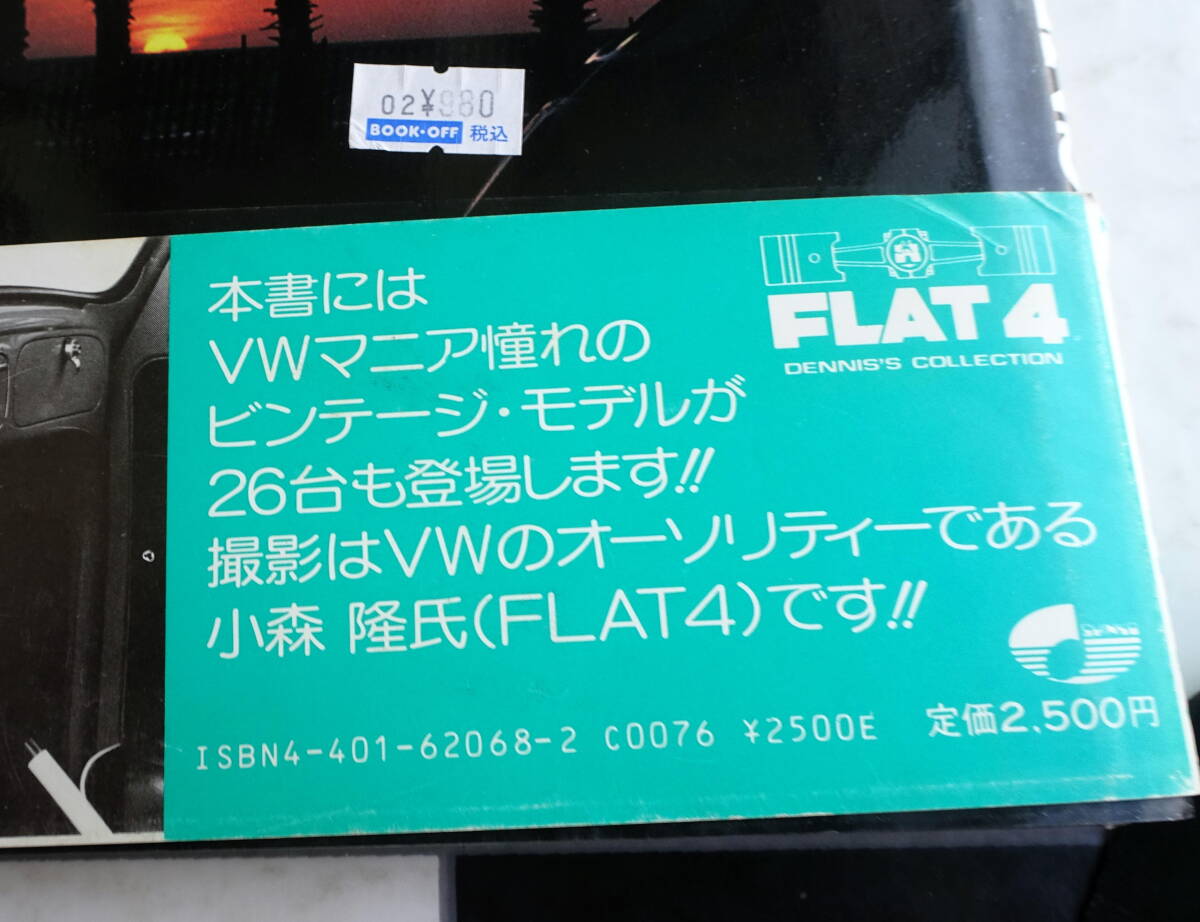 02¥980
BOOK・OFF 税込
FLAT 4
DENNIS'S COLLECTION
本書には
VWマニア憧れの
ビンテージ・モデルが
26台も登場します!!
撮影はVWのオーソリティーである
小森 隆氏(FLAT4)です!!
SENSE
ISBN4-401-62068-2 C0076 ¥2500E
定価2,500円